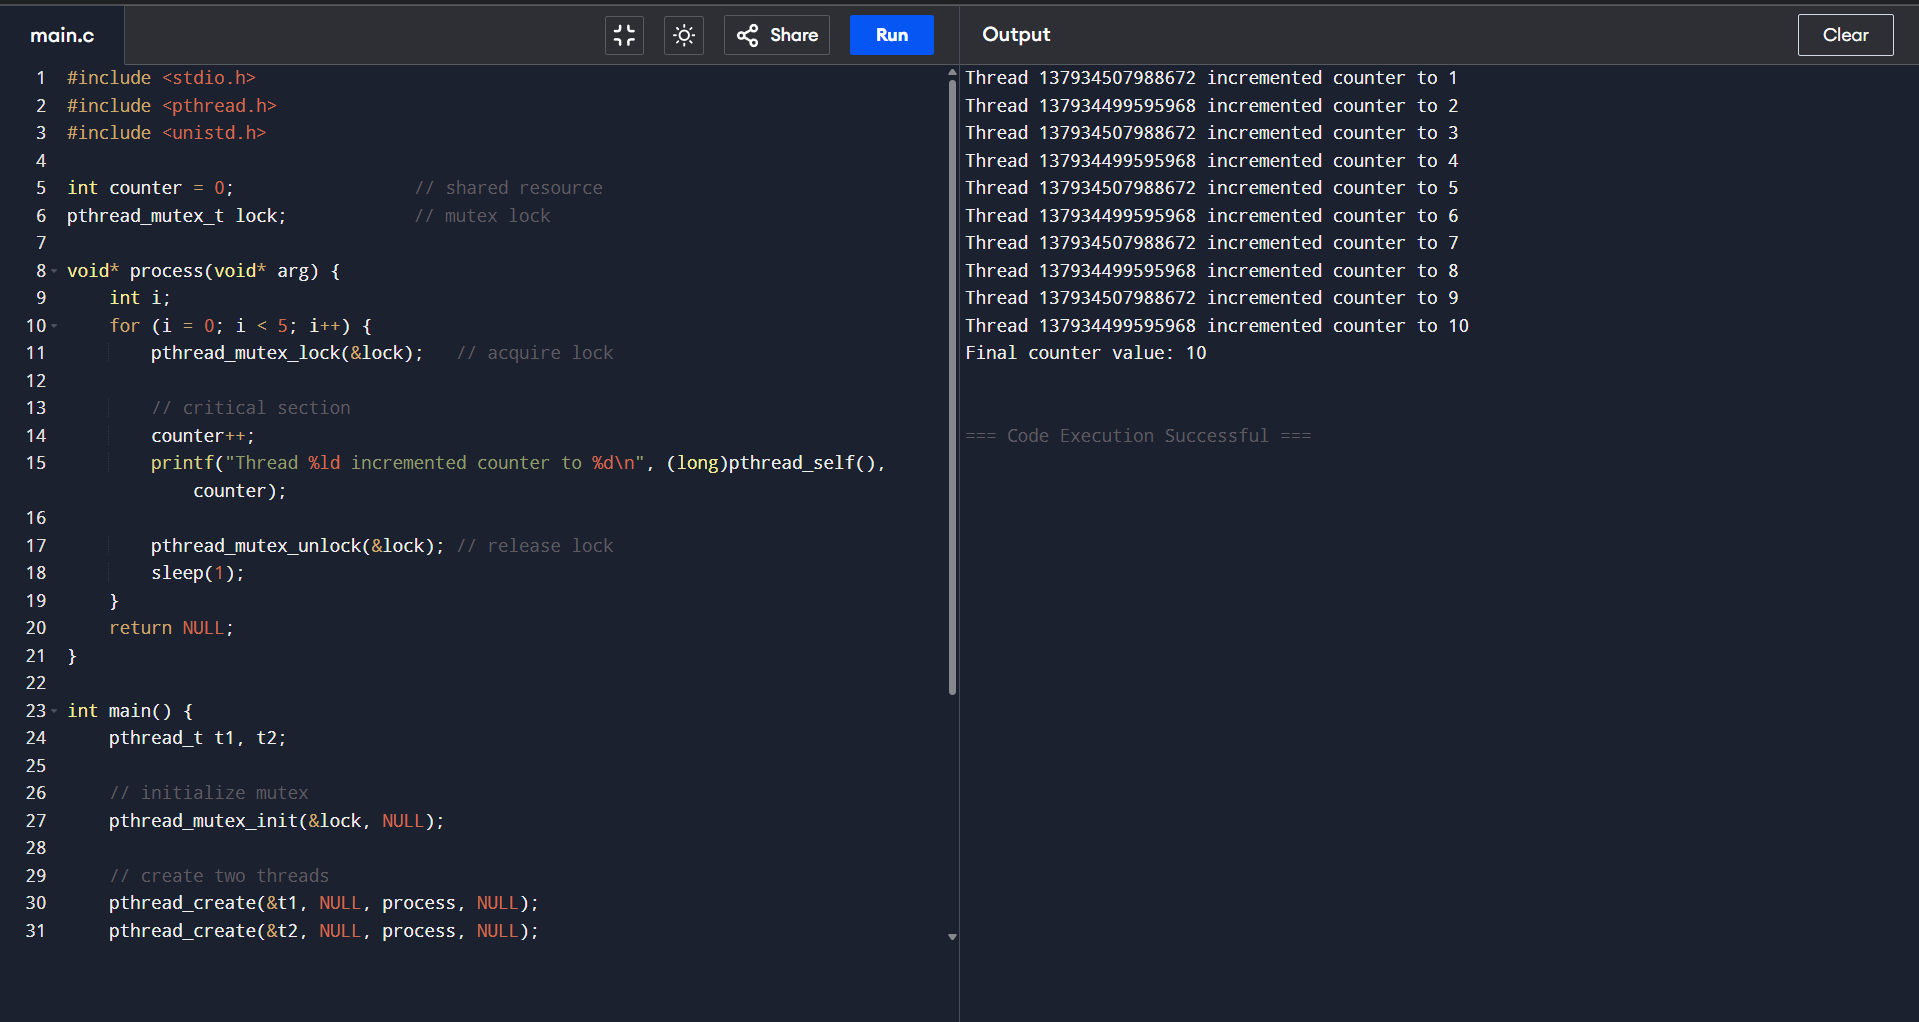 main.c
Share
Run
1 #include <stdio.h>
2 #include <pthread.h>
3 #include <unistd.h>
4
5 int counter = 0;                 // shared resource
6 pthread_mutex_t lock;            // mutex lock
7
8 void* process(void* arg) {
9     int i;
10     for (i = 0; i < 5; i++) {
11         pthread_mutex_lock(&lock);   // acquire lock
12
13         // critical section
14         counter++;
15         printf("Thread %ld incremented counter to %d\n", (long)pthread_self(),
            counter);
16
17         pthread_mutex_unlock(&lock); // release lock
18         sleep(1);
19     }
20     return NULL;
21 }
22
23 int main() {
24     pthread_t t1, t2;
25
26     // initialize mutex
27     pthread_mutex_init(&lock, NULL);
28
29     // create two threads
30     pthread_create(&t1, NULL, process, NULL);
31     pthread_create(&t2, NULL, process, NULL);
Output
Clear
Thread 137934507988672 incremented counter to 1
Thread 137934499595968 incremented counter to 2
Thread 137934507988672 incremented counter to 3
Thread 137934499595968 incremented counter to 4
Thread 137934507988672 incremented counter to 5
Thread 137934499595968 incremented counter to 6
Thread 137934507988672 incremented counter to 7
Thread 137934499595968 incremented counter to 8
Thread 137934507988672 incremented counter to 9
Thread 137934499595968 incremented counter to 10
Final counter value: 10
=== Code Execution Successful ===